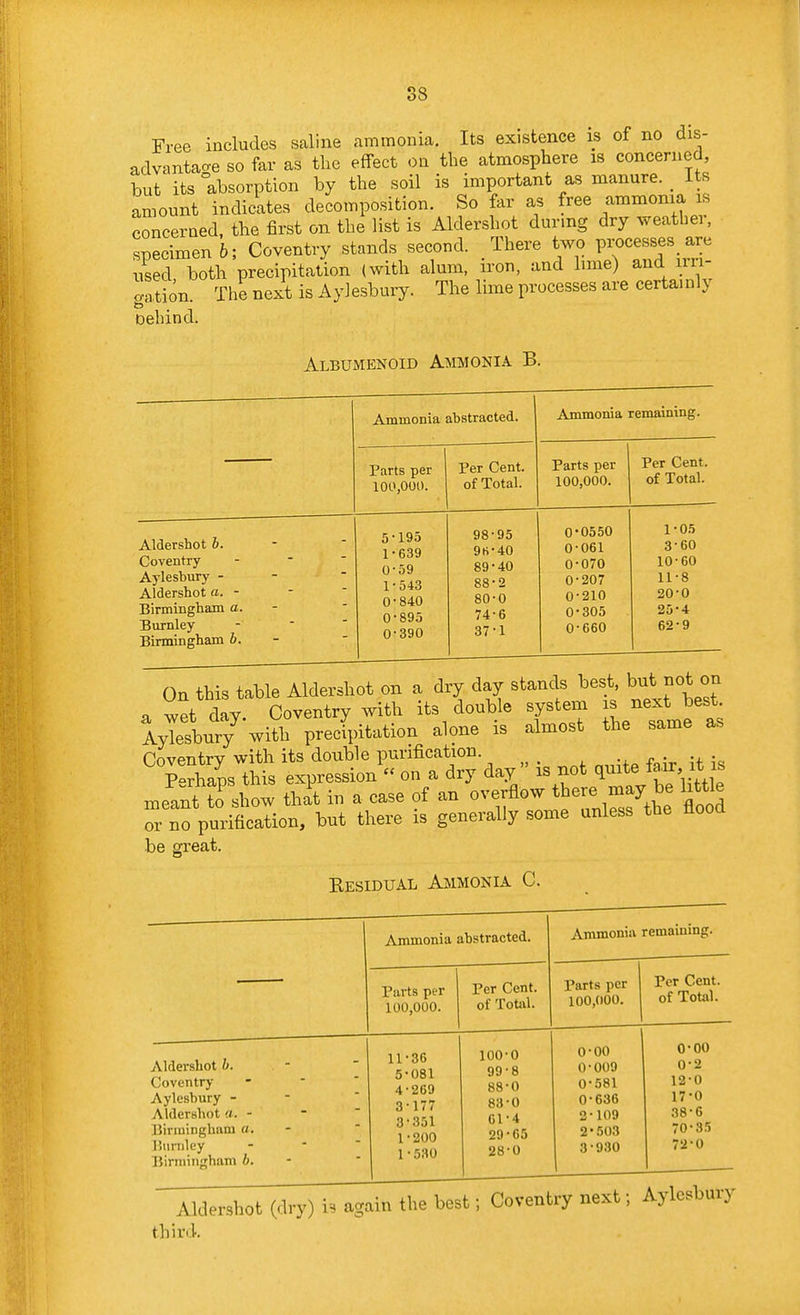 38
Free includes saline ammonia. Its existence is of no dis-
advantage so far as the effect on the atmosphere is concerned,
but its absorption by the soil is important as manure. Its
amount indicates decomposition. So far as free ammonia is
concerned, the first on the list is Aldershot during dry weather,
specimen b; Coventry stands second. There two processes are
used, both precipitation (with alum, iron, and lime) and irri-
gation. The next is Aylesbury. The lime processes are certainly
behind.
ALBUMENOID AMMONIA B.
—— Ammonia abstracted. Ammonia remaining.
Parts per 100,000. Per Cent. of Total. Parts per 100,000. Per Cent. of Total.
Aldershot b. - - 5·195 98·95 0·0550 1·05
Coventry - - - 1·639 96·40 0·061 3·60
Aylesbury - - - 0·59 89·40 0·070 10·60
Aldershot a. - - - 1·543 88·2 0·207 11·8
Birmingham a. - - 0·840 80·0 0·210 20·0
Burnley - - - 0·895 74·6 0·305 25·4
Birmingham b. - - 0·390 37·1 0·660 62·9
On this table Aldershot on a dry day stands best, but not on
a wet day. Coventry with its double system is next best.
Aylesbury with precipitation alone is almost the same as
Coventry with its double purification.
Perhaps this expression “on a dry day” is not quite fair, it is
meant to show that in a case of an overflow there may be little
or no purification, but there is generally some unless the flood
be great.
RESIDUAL AMMONIA C.
—— Ammonia abstracted. Ammonia remaining.
Parts per 100,000. Per Cent. of Total. Parts per 100,000. Per Cent. of Total.
Aldershot b. - - 11·36 100·0 0·00 0·00
Coventry - - - 5·081 99·8 0·009 0·2
Aylesbury - - - 4·269 88·0 0·581 12·0
Aldershot a. - - - 3·177 83·0 0·636 17·0
Birmingham a. - - 3·351 61·4 2·109 38·6
Burnley - - - 1·200 29·65 2·503 70·35
Birmingham b. - - 1·530 28·0 3·930 72·0
Aldershot (dry) is again the best; Coventry next; Aylesbury
third.